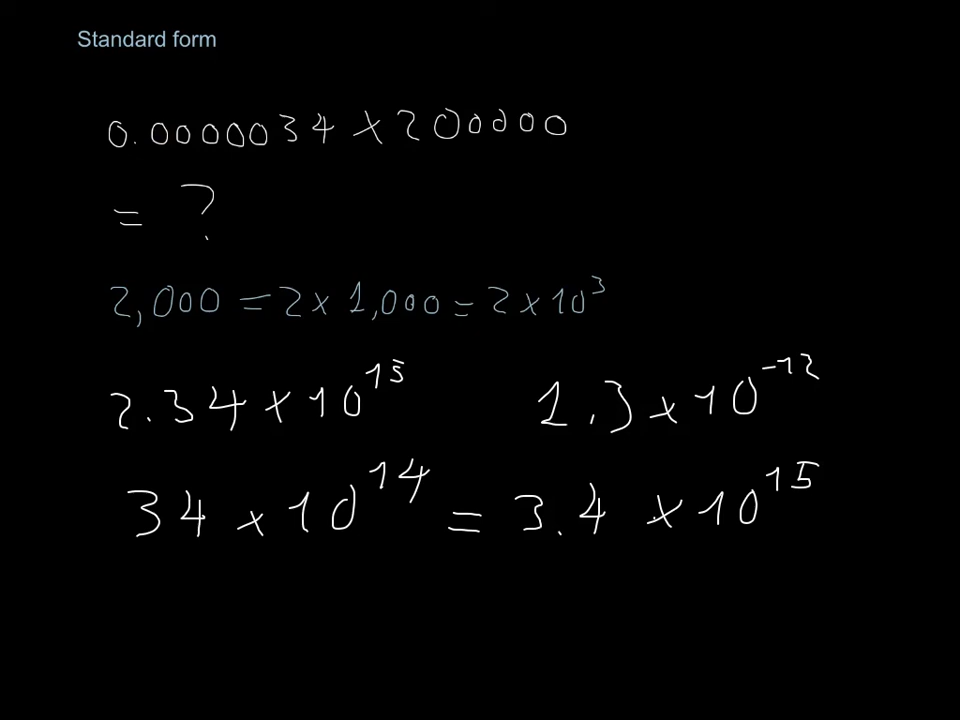 Standard form
0.0000034 × 200000
= ?
2,000 = 2 × 1,000 = 2 × 10³
2.34 × 10¹⁵ 1.3 × 10⁻¹²
34 × 10¹⁴ = 3.4 × 10¹⁵